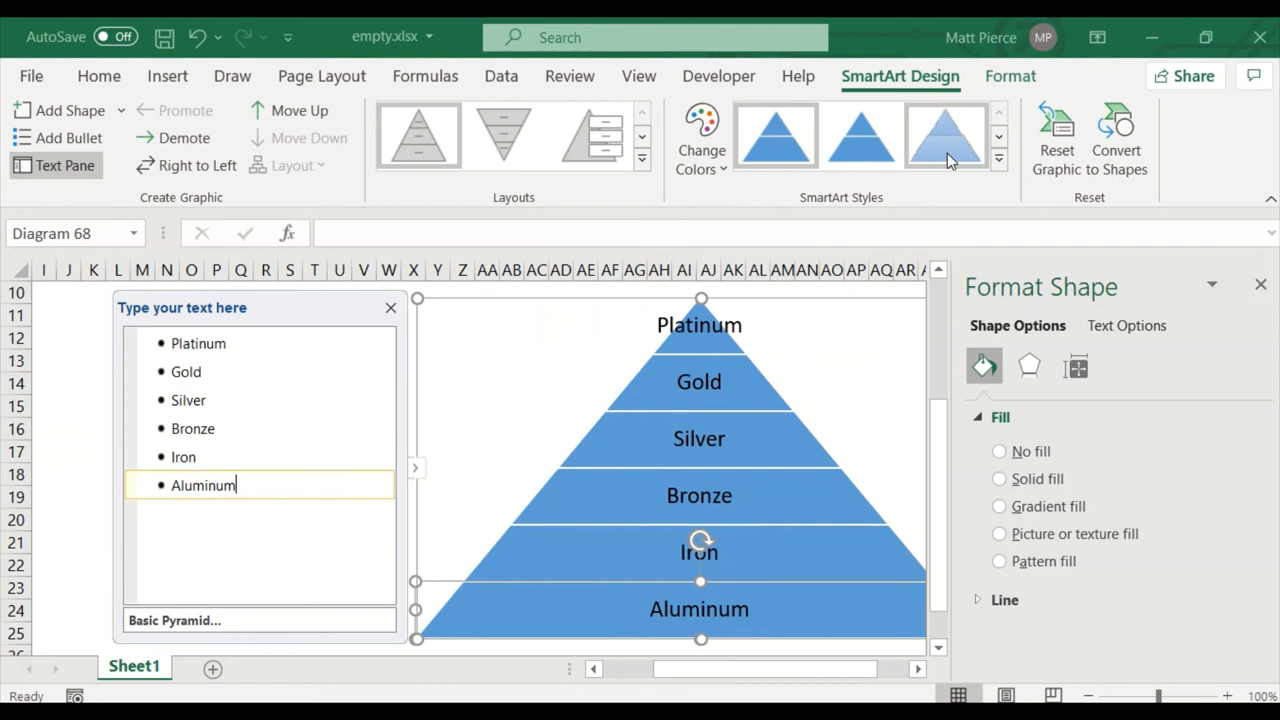 AutoSave Off empty.xlsx Search Matt Pierce MP
File Home Insert Draw Page Layout Formulas Data Review View Developer Help SmartArt Design Format Share
Add Shape Promote Move Up
Add Bullet Demote Move Down
Text Pane Right to Left Layout
Create Graphic
Layouts
Change
Colors
SmartArt Styles
Reset
Graphic
Convert
to Shapes
Reset
Diagram 68 fx
I J K L M N O P Q R S T U V W X Y Z AA AB AC AD AE AF AG AH AI AJ AK AL AM AN AO AP AQ AR
10
11
12
13
14
15
16
17
18
19
20
21
22
23
24
25
Type your text here
Platinum
Gold
Silver
Bronze
Iron
Aluminum
Basic Pyramid...
Platinum
Gold
Silver
Bronze
Iron
Aluminum
Format Shape
Shape Options Text Options
Fill
No fill
Solid fill
Gradient fill
Picture or texture fill
Pattern fill
Line
Sheet1
Ready 100%